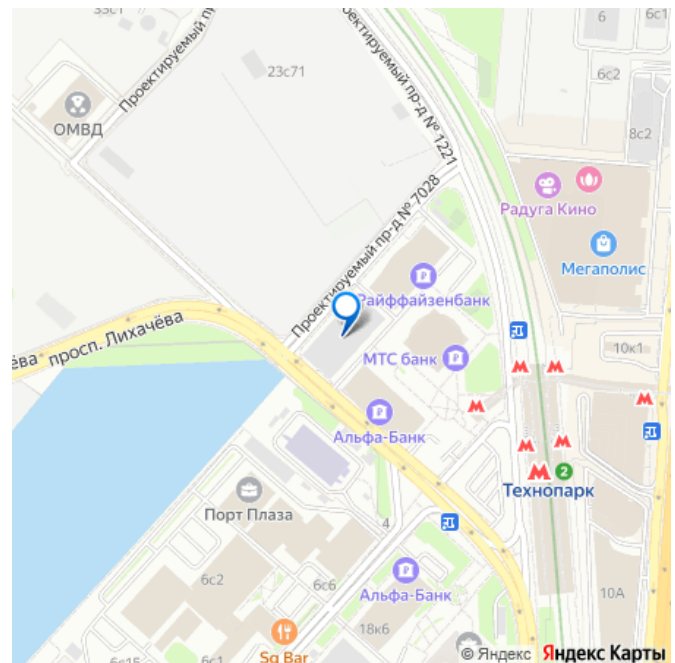 33с1
6
6с1
Проектируемый пр
ектируемый пр-д № 1221
23с71
6с2
ОМВД
8с2
Радуга Кино
Проектируемый пр-д № 7028
Мегаполис
Райффайзенбанк
просп. Лихачёва
ёва
10к1
МТС банк
Альфа-Банк
2
Технопарк
Порт Плаза
4
6с2
6с6
Альфа-Банк
10А
18к6
6с15
6с1
Sg Bar
© Яндекс Яндекс Карты